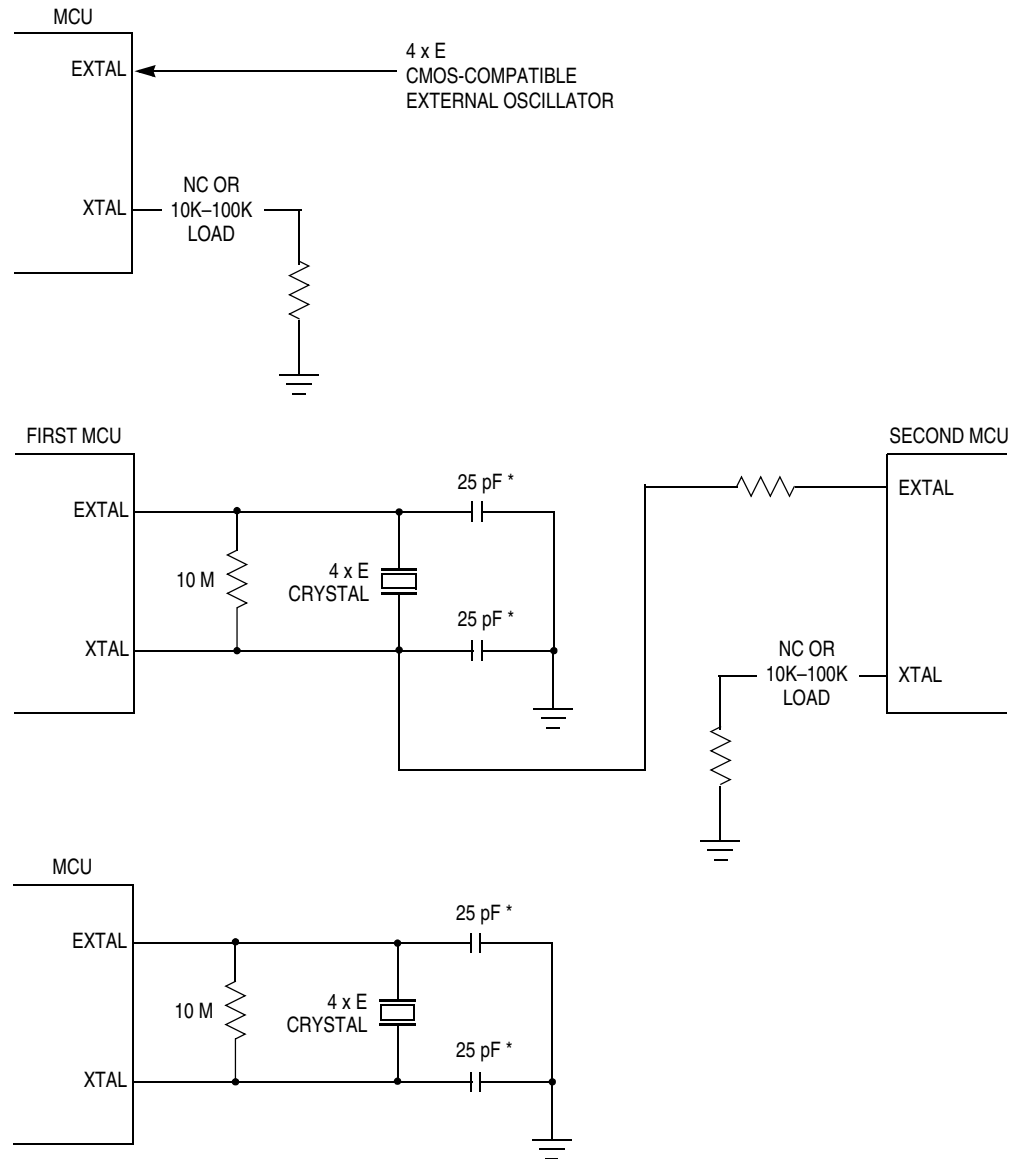 MCU
EXTAL
4 x E
CMOS-COMPATIBLE
EXTERNAL OSCILLATOR
XTAL
NC OR
10K–100K
LOAD
FIRST MCU
SECOND MCU
EXTAL
25 pF *
EXTAL
10 M
4 x E
CRYSTAL
25 pF *
XTAL
NC OR
10K–100K
LOAD
XTAL
MCU
EXTAL
25 pF *
10 M
4 x E
CRYSTAL
25 pF *
XTAL